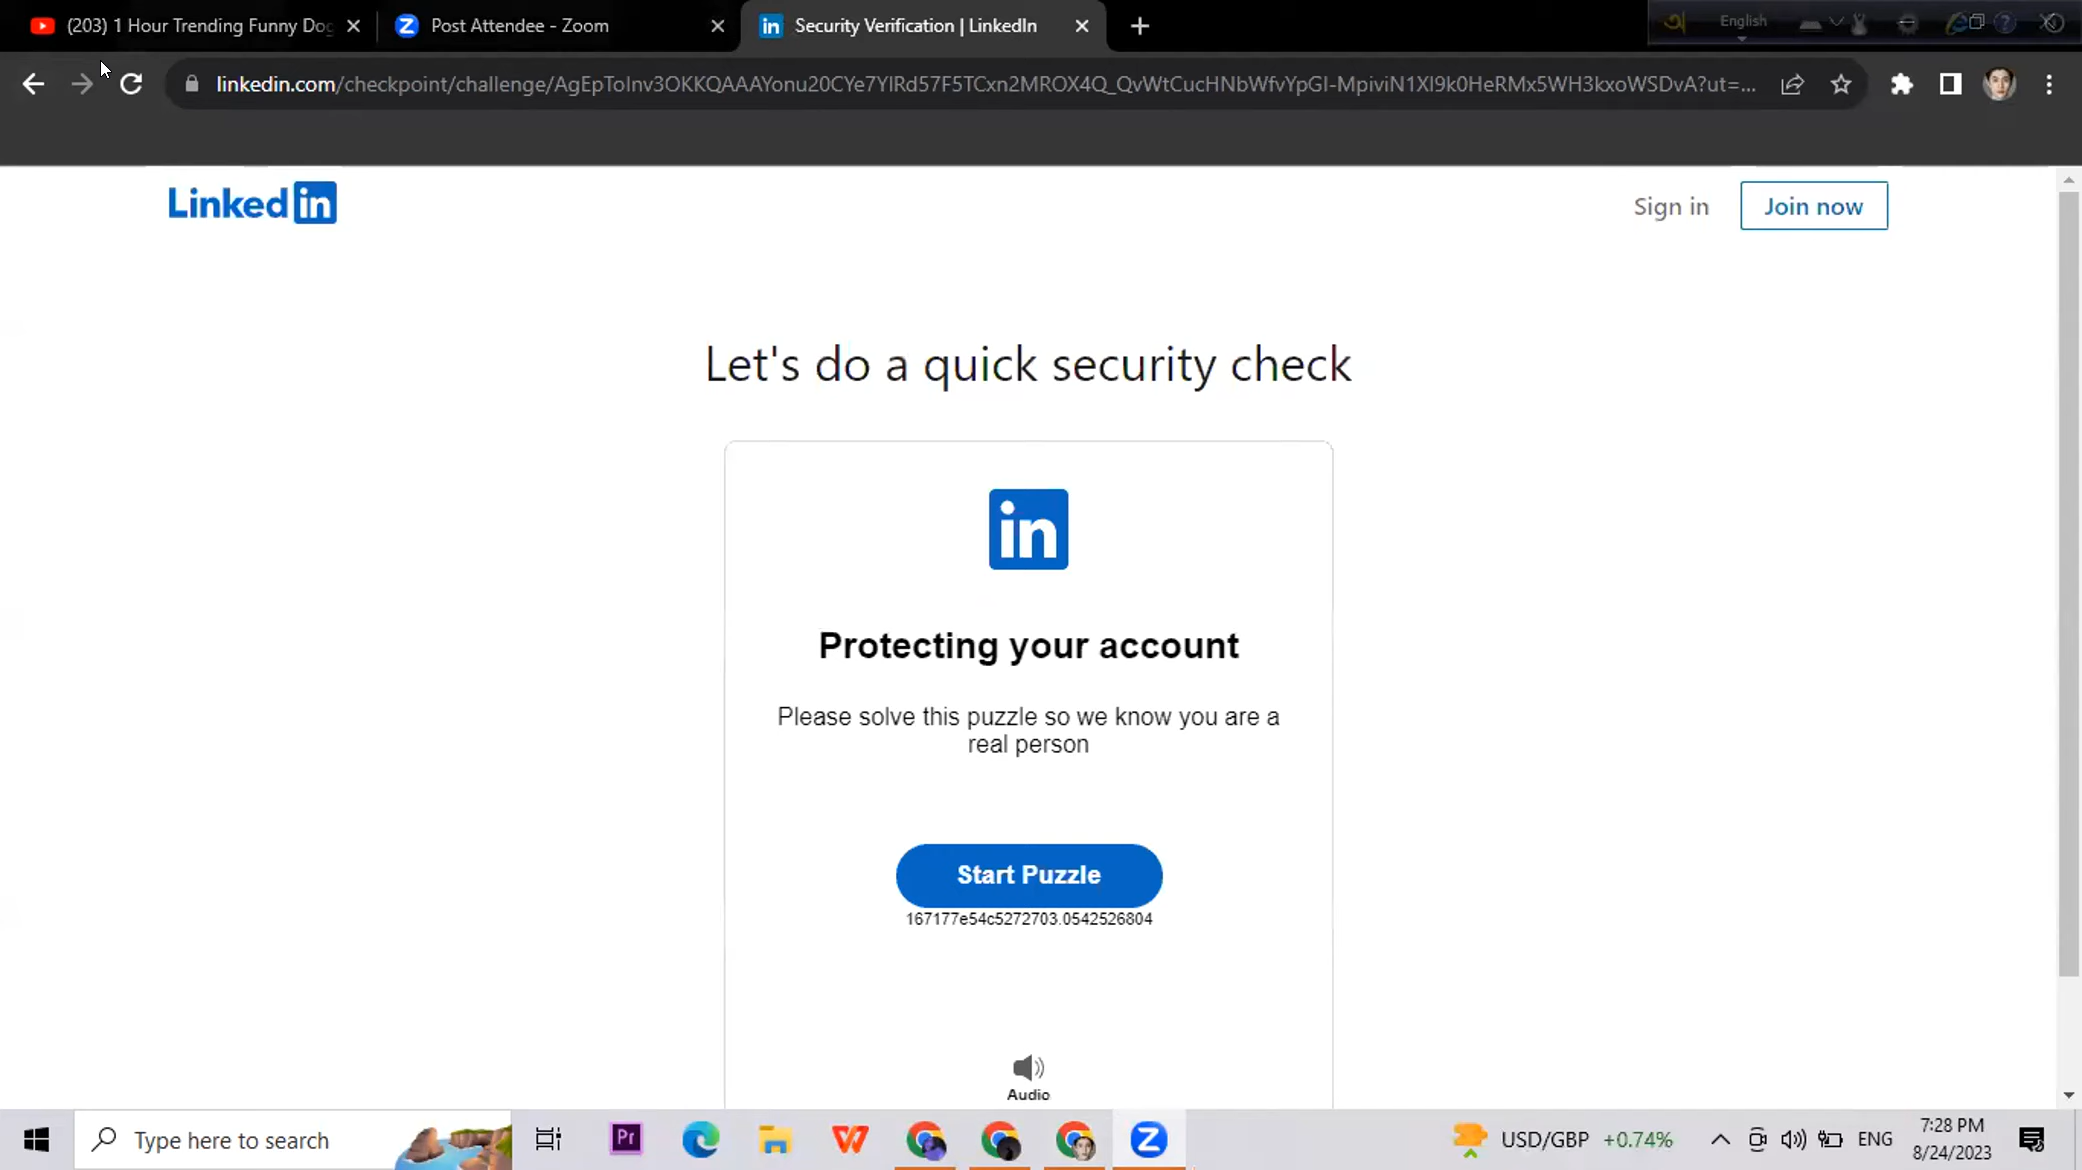 (203) 1 Hour Trending Funny Dog
Post Attendee - Zoom
Security Verification | LinkedIn
English
linkedin.com/checkpoint/challenge/AgEpToInv3OKKQAAAYonu20CYe7YIRd57F5TCxn2MROX4Q_QvWtCucHNbWfvYpGI-MpiviN1XI9k0HeRMx5WH3kxoWSDvA?ut=...
Linked in
Sign in
Join now
Let's do a quick security check
in
Protecting your account
Please solve this puzzle so we know you are a
real person
Start Puzzle
167177e54c5272703.0542526804
Audio
Type here to search
Pr
USD/GBP +0.74%
ENG
7:28 PM
8/24/2023